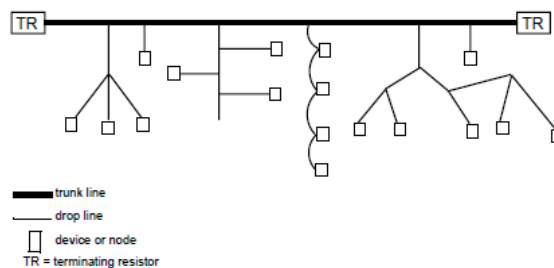 TR TR
trunk line
drop line
device or node
TR = terminating resistor